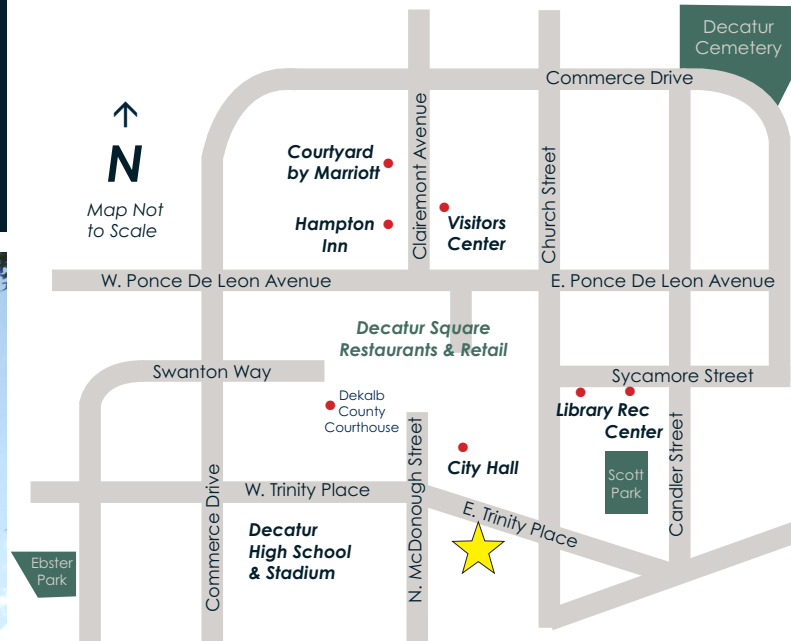 Decatur
Cemetery
Commerce Drive
N
Map Not
to Scale
Courtyard
by Marriott
Clairemont Avenue
Church Street
Hampton
Inn
Visitors
Center
W. Ponce De Leon Avenue
E. Ponce De Leon Avenue
Decatur Square
Restaurants & Retail
Swanton Way
Sycamore Street
Dekalb
County
Courthouse
Library Rec
Center
N. McDonough Street
City Hall
Candler Street
Scott
Park
Commerce Drive
W. Trinity Place
E. Trinity Place
Decatur
High School
& Stadium
Ebster
Park